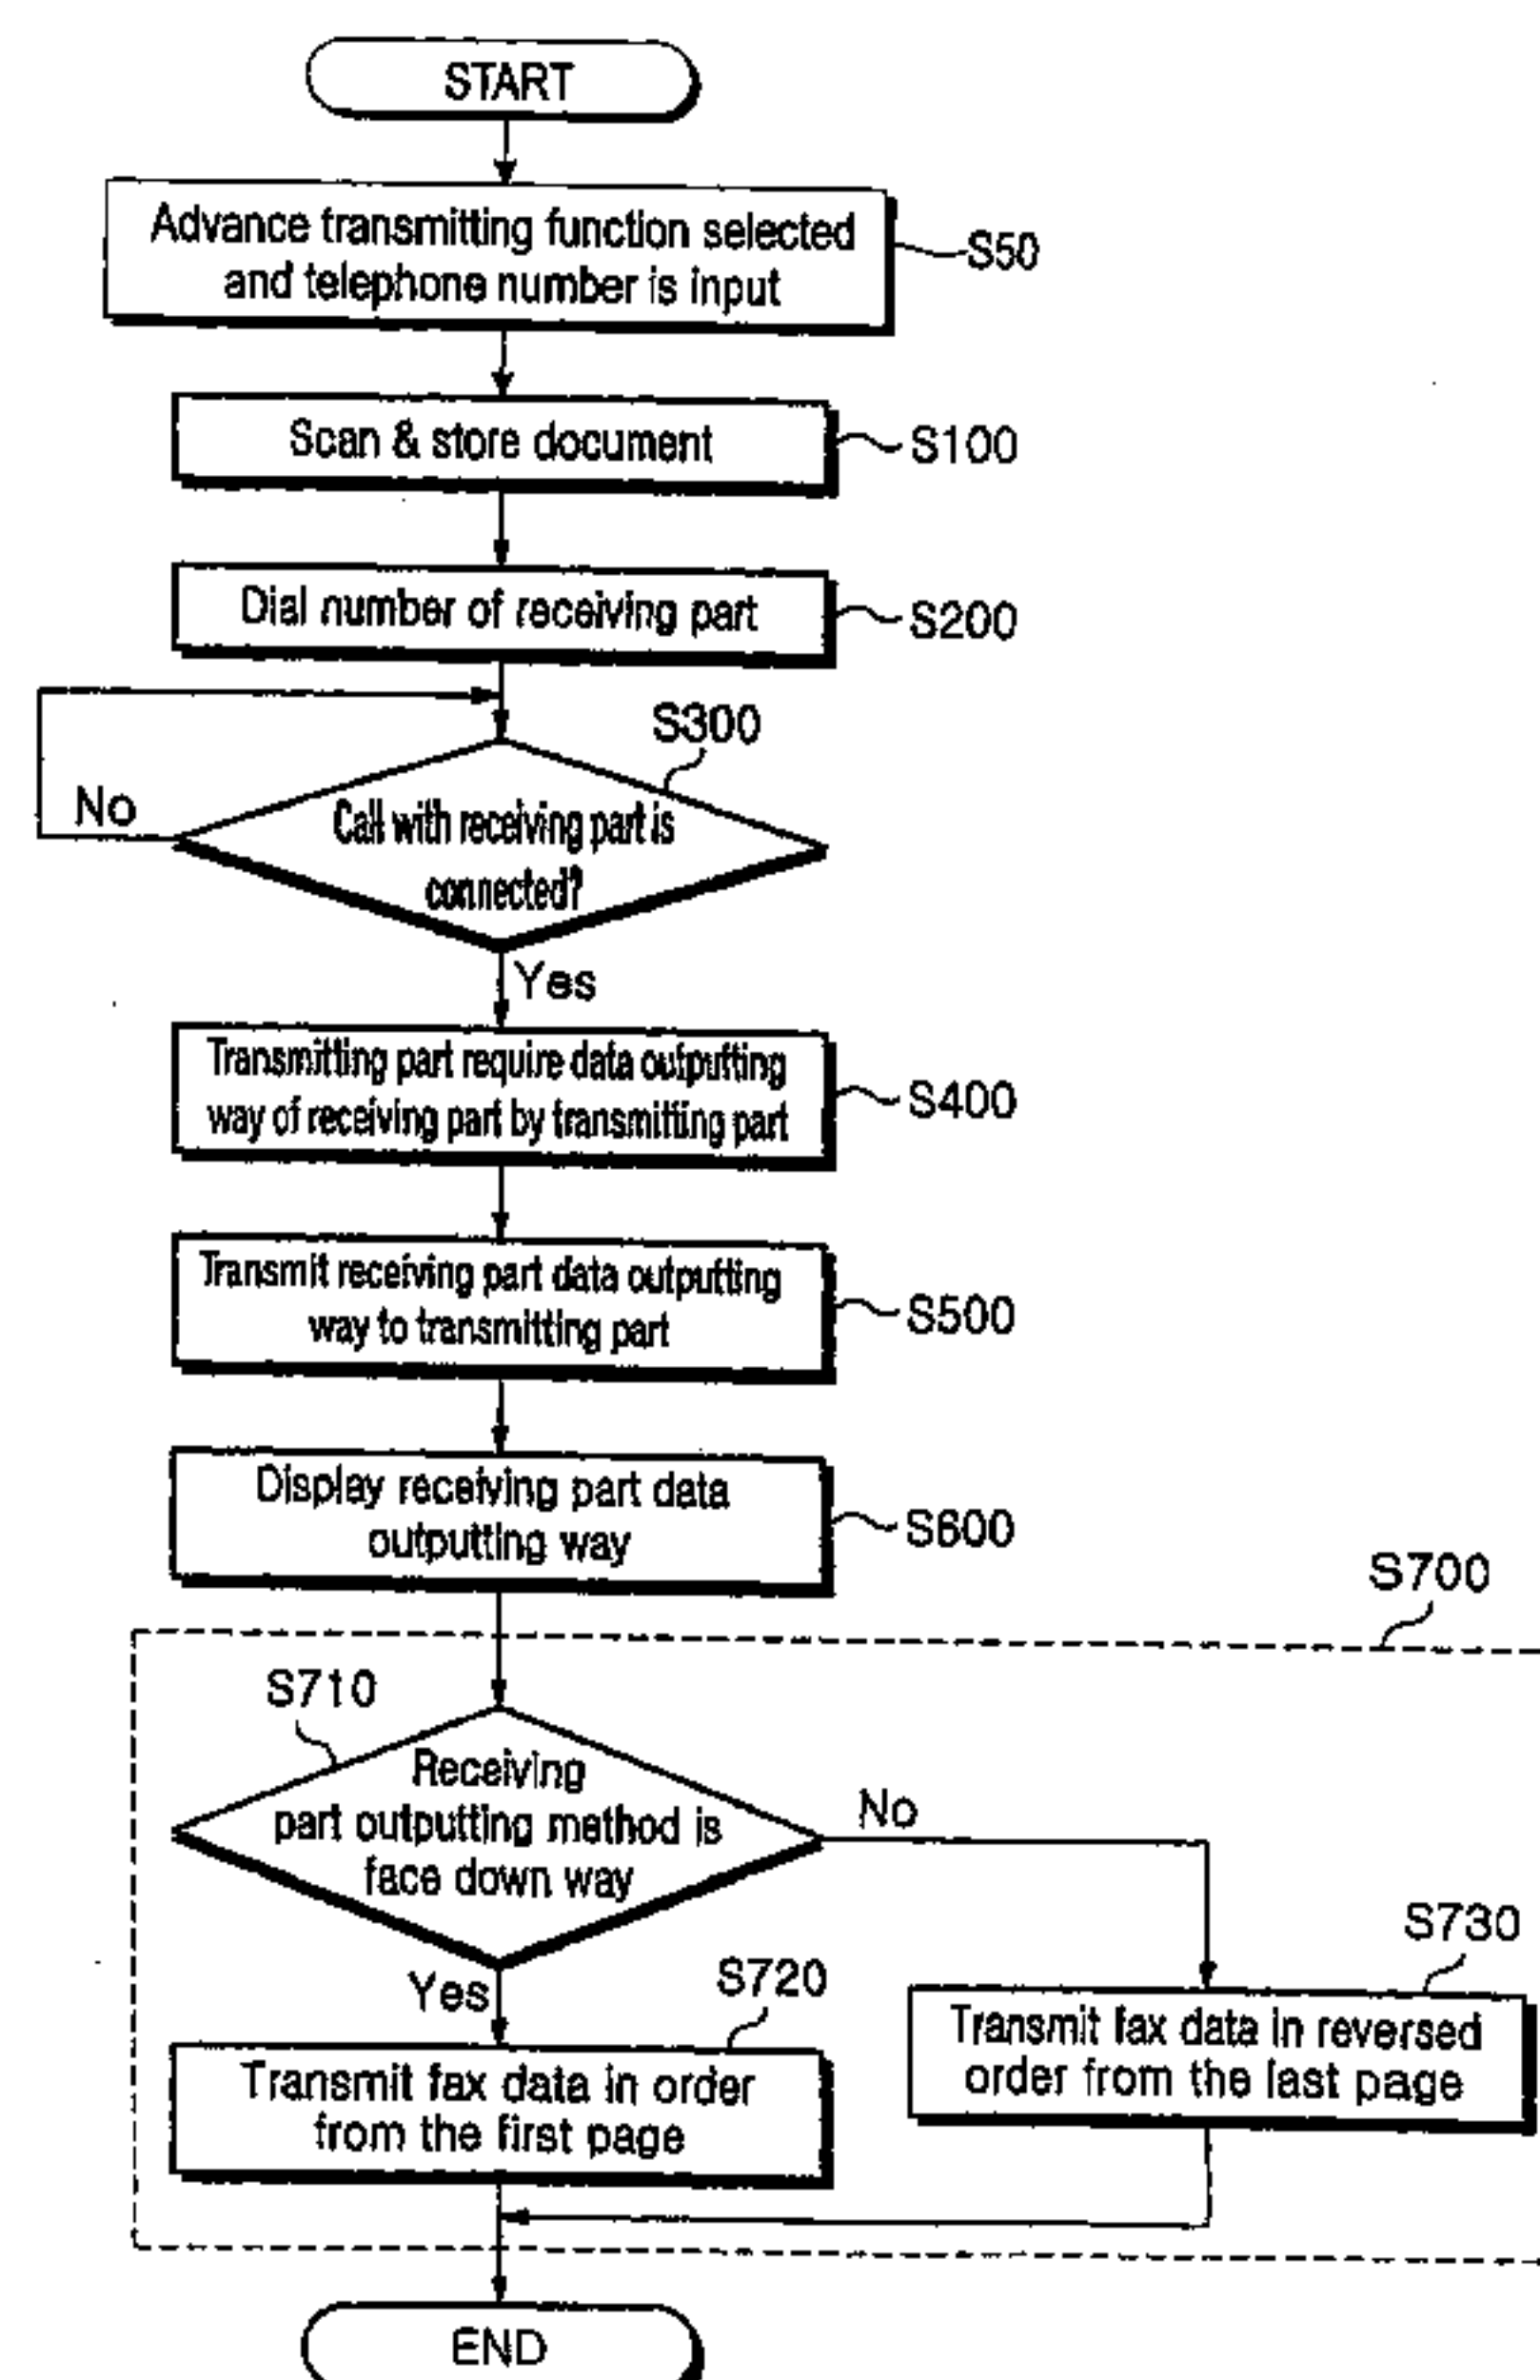 START
Advance transmitting function selected
and telephone number is input
S50
Scan & store document
S100
Dial number of receiving part
S200
S300
No
Call with receiving part is
connected?
Yes
Transmitting part require data outputting
way of receiving part by transmitting part
S400
Transmit receiving part data outputting
way to transmitting part
S500
Display receiving part data
outputting way
S600
S700
S710
Receiving
part outputting method is
face down way
No
Yes
S720
S730
Transmit fax data in order
from the first page
Transmit fax data in reversed
order from the last page
END